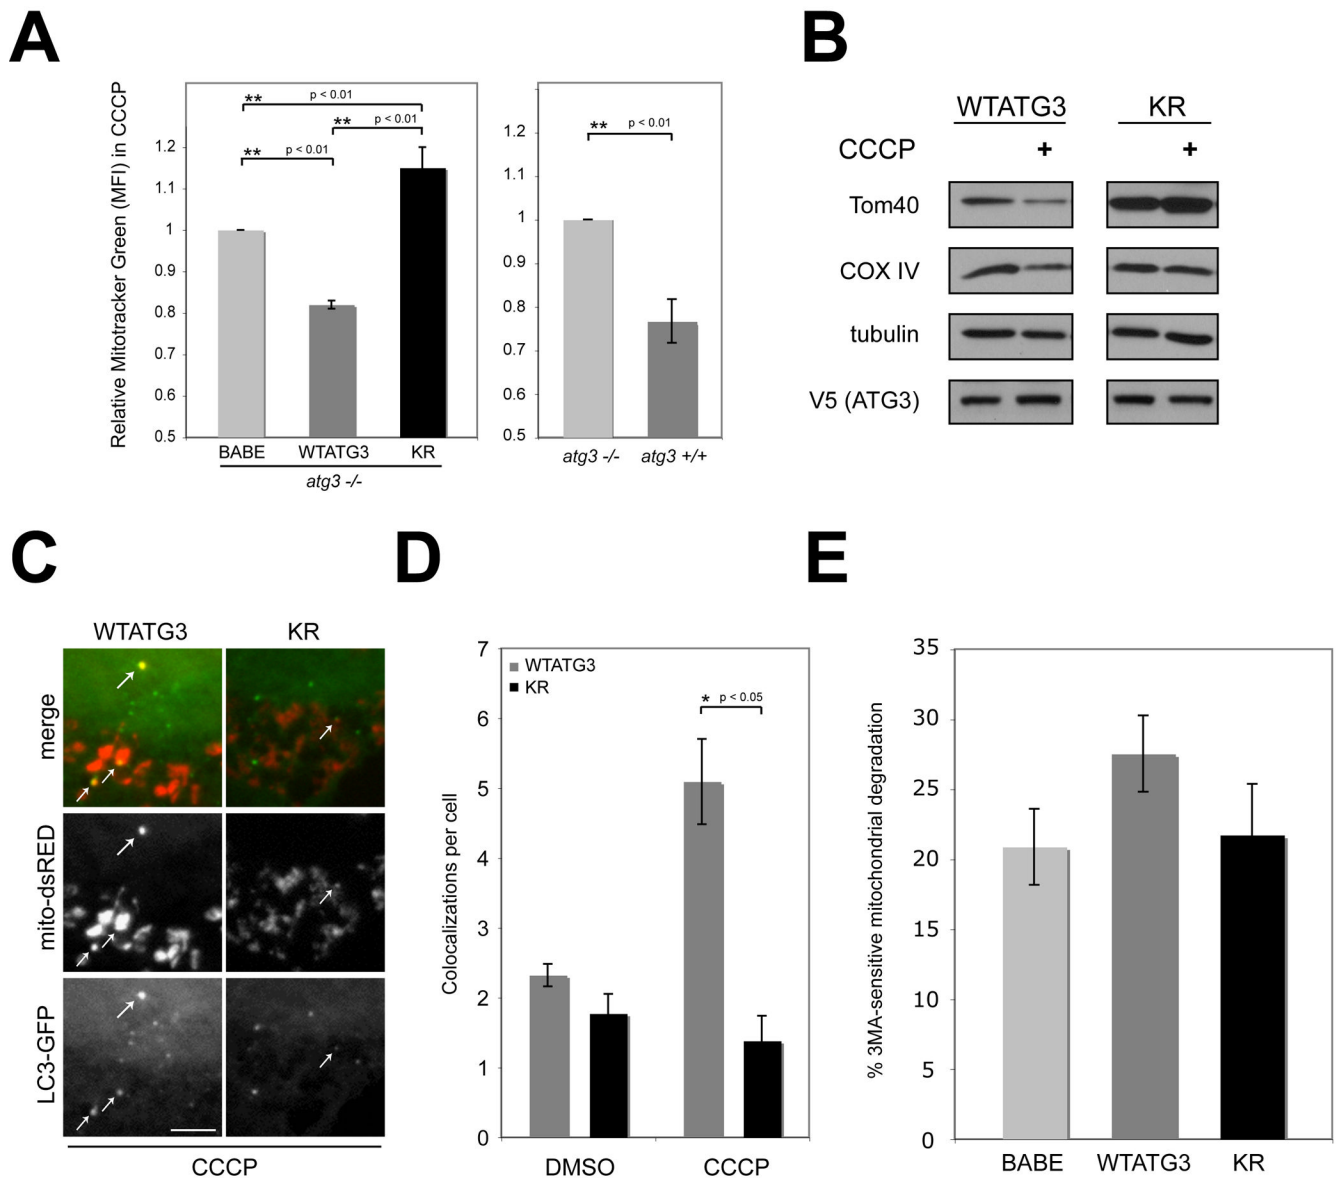 A
Relative Mitotracker Green (MFI) in CCCP
** p < 0.01
** p < 0.01
** p < 0.01
1.2
1.1
1
0.9
0.8
0.7
0.6
0.5
BABE WTATG3 KR
atg3 -/-
** p < 0.01
1.2
1
0.9
0.8
0.7
0.6
0.5
atg3 -/- atg3 +/+
B
WTATG3 KR
CCCP + +
Tom40
COX IV
tubulin
V5 (ATG3)
C
WTATG3 KR
merge
mito-dsRED
LC3-GFP
CCCP
D
Colocalizations per cell
7
6
5
4
3
2
1
0
WTATG3
KR
* p < 0.05
DMSO CCCP
E
% 3MA-sensitive mitochondrial degradation
35
30
25
20
15
10
5
0
BABE WTATG3 KR